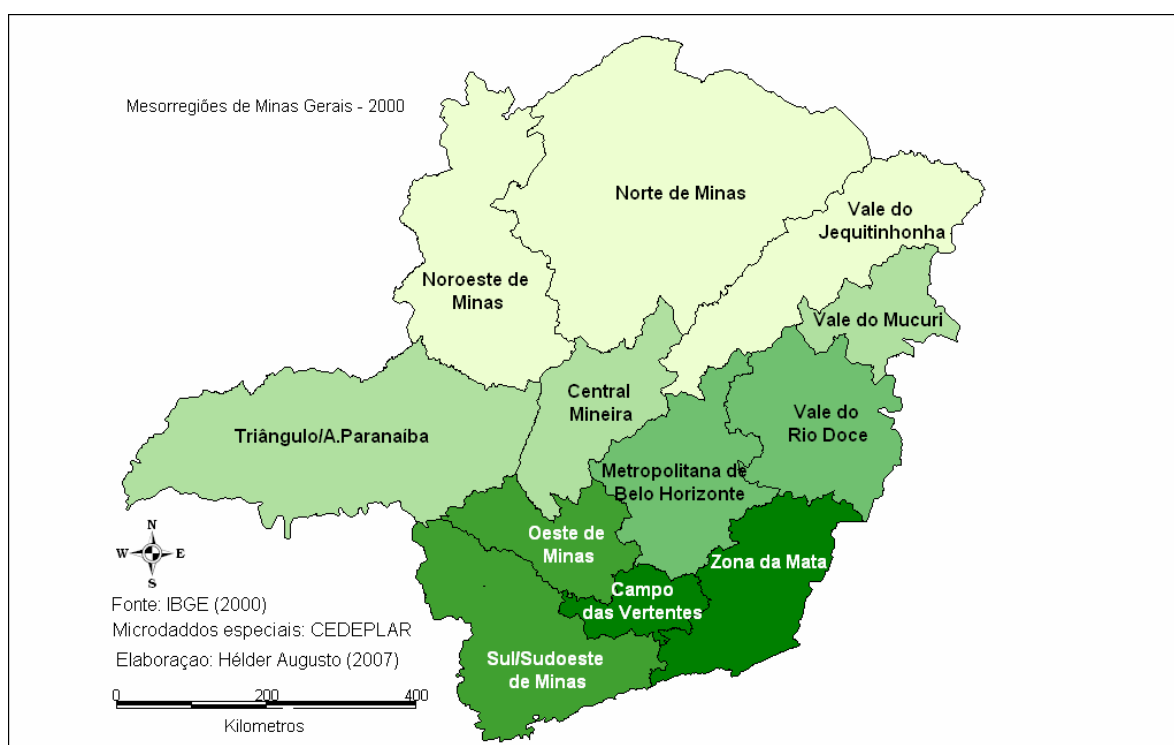 Mesorregiões de Minas Gerais - 2000
Norte de Minas
Vale do
Jequitinhonha
Noroeste de
Minas
Vale do Mucuri
Central
Mineira
Triângulo/A.Paranaíba
Vale do
Rio Doce
Metropolitana de
Belo Horizonte
Oeste de
Minas
Zona da Mata
Campo
das Vertentes
Sul/Sudoeste
de Minas
N
W E
S
Fonte: IBGE (2000)
Microdaddos especiais: CEDEPLAR
Elaboraçao: Hélder Augusto (2007)
0 200 400
Kilometros